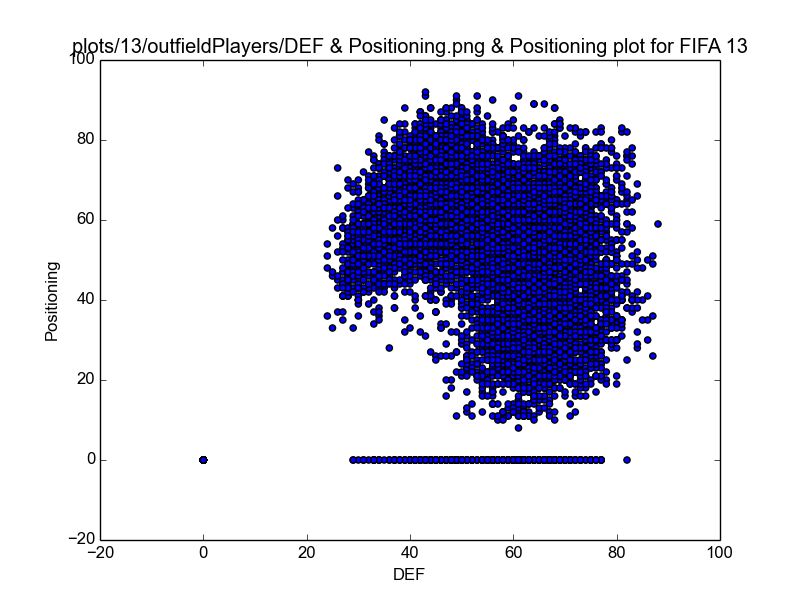 plots/13/outfieldPlayers/DEF & Positioning.png & Positioning plot for FIFA 13
100
80
60
40
20
0
−20
Positioning
−20 0 20 40 60 80 100
DEF